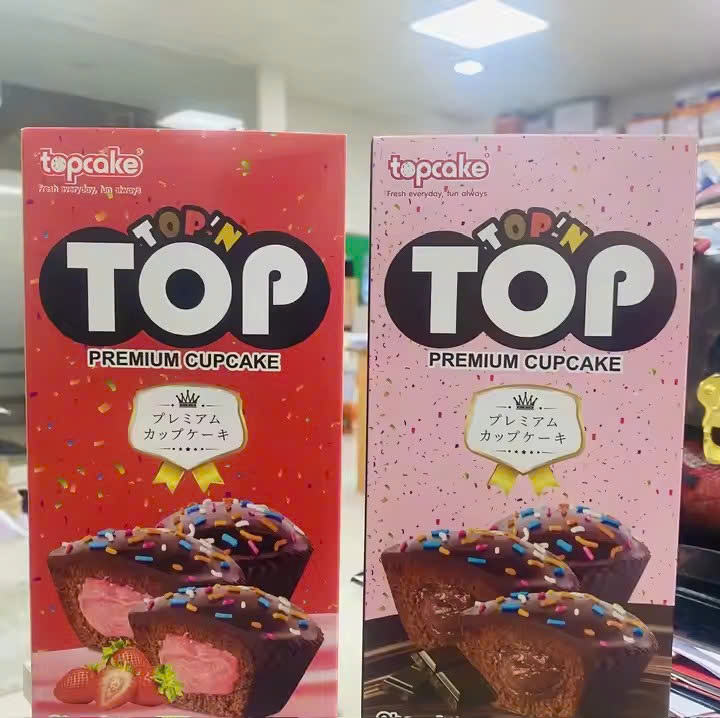 topcake
Fresh everyday, fun always
TOP'N
TOP
PREMIUM CUPCAKE
プレミアム
カップケーキ
topcake
Fresh everyday, fun always
TOP'N
TOP
PREMIUM CUPCAKE
プレミアム
カップケーキ